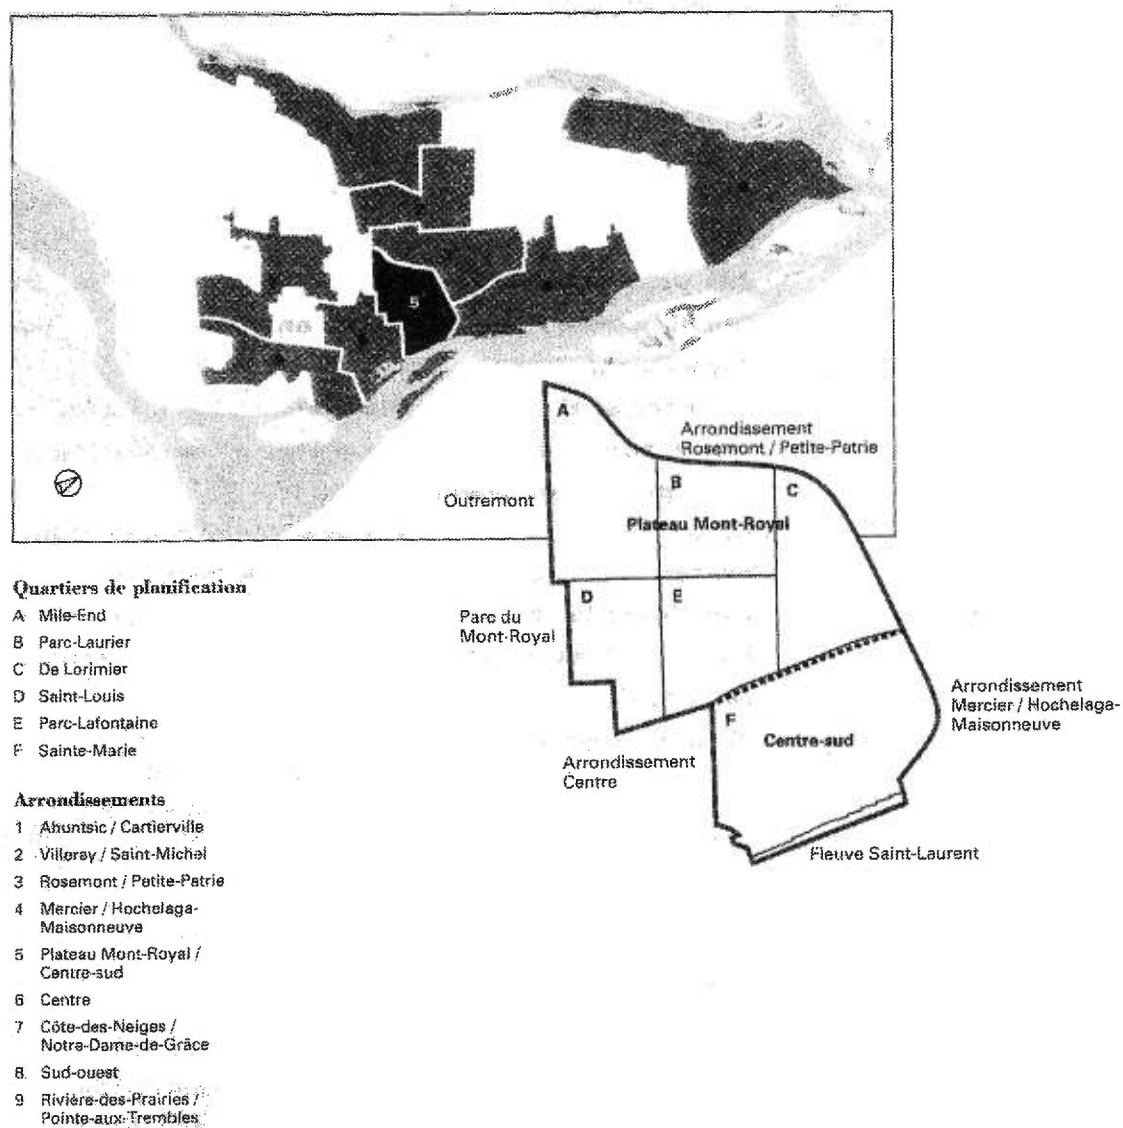 5
A
Arrondissement
Rosemont / Petite-Patrie
B
C
Outremont
Plateau Mont-Royal
D
E
Parc du
Mont-Royal
Arrondissement
Mercier / Hochelaga-
Maisonneuve
F
Centre-sud
Arrondissement
Centre
Fleuve Saint-Laurent
Quartiers de planification
A Mile-End
B Parc-Laurier
C De Lorimier
D Saint-Louis
E Parc-Lafontaine
F Sainte-Marie
Arrondissements
1 Ahuntsic / Cartierville
2 Villeray / Saint-Michel
3 Rosemont / Petite-Patrie
4 Mercier / Hochelaga-
Maisonneuve
5 Plateau Mont-Royal /
Centre-sud
6 Centre
7 Côte-des-Neiges /
Notre-Dame-de-Grâce
8 Sud-ouest
9 Rivière-des-Prairies /
Pointe-aux-Trembles